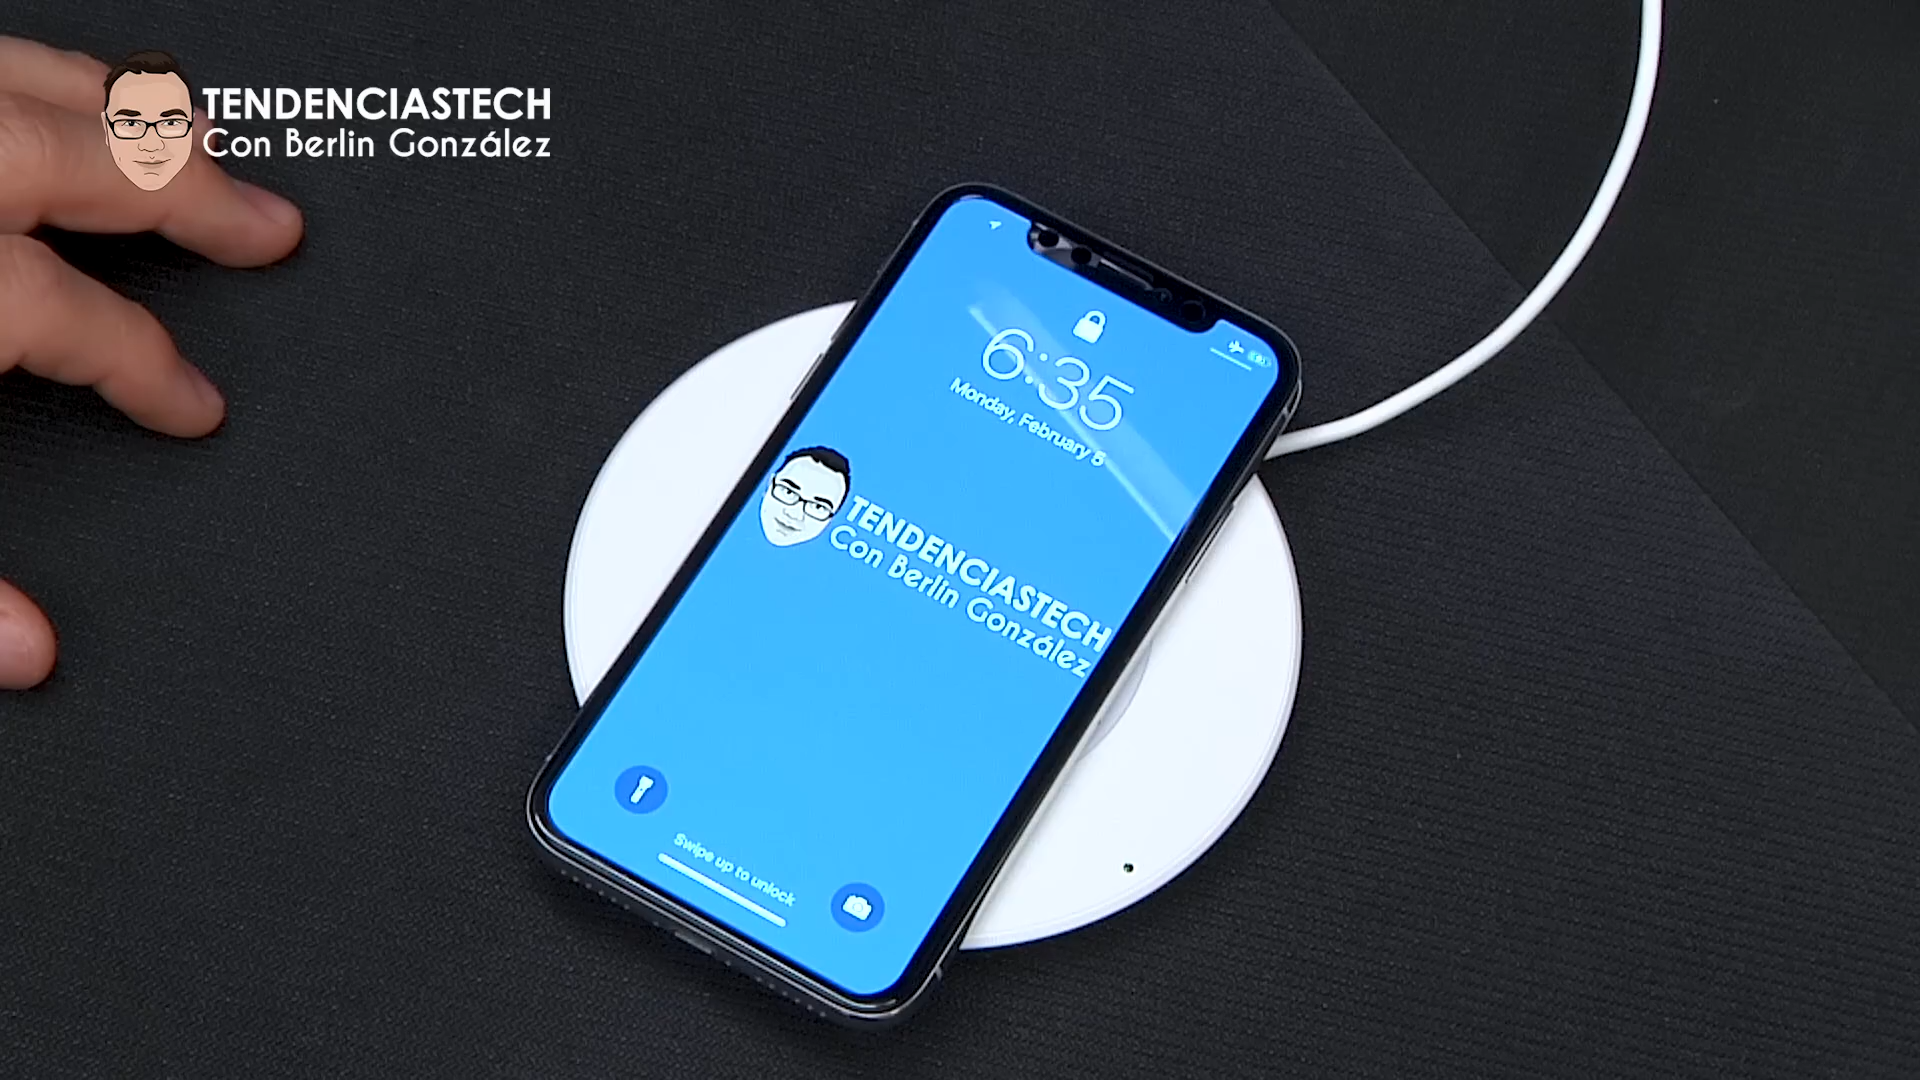 TENDENCIASTECH
Con Berlin González
6:35
Monday, February 5
TENDENCIASTECH
Con Berlin González
Swipe up to unlock